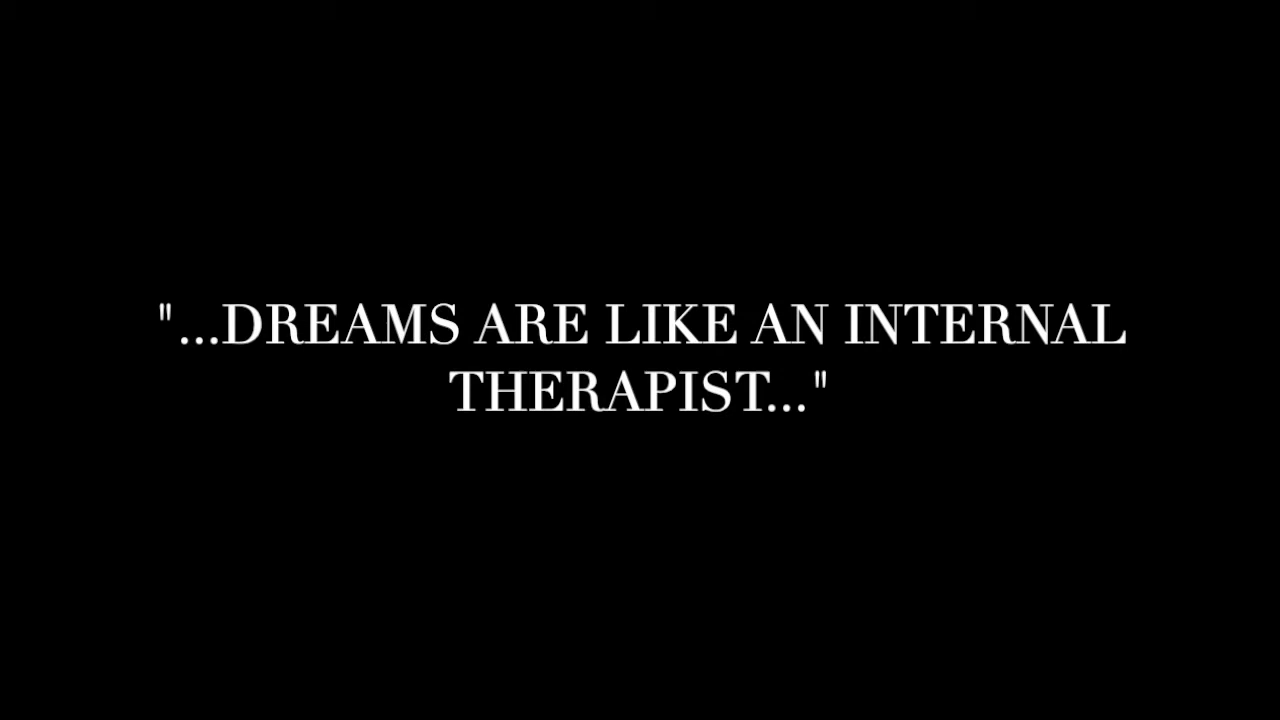 "...DREAMS ARE LIKE AN INTERNAL
THERAPIST..."